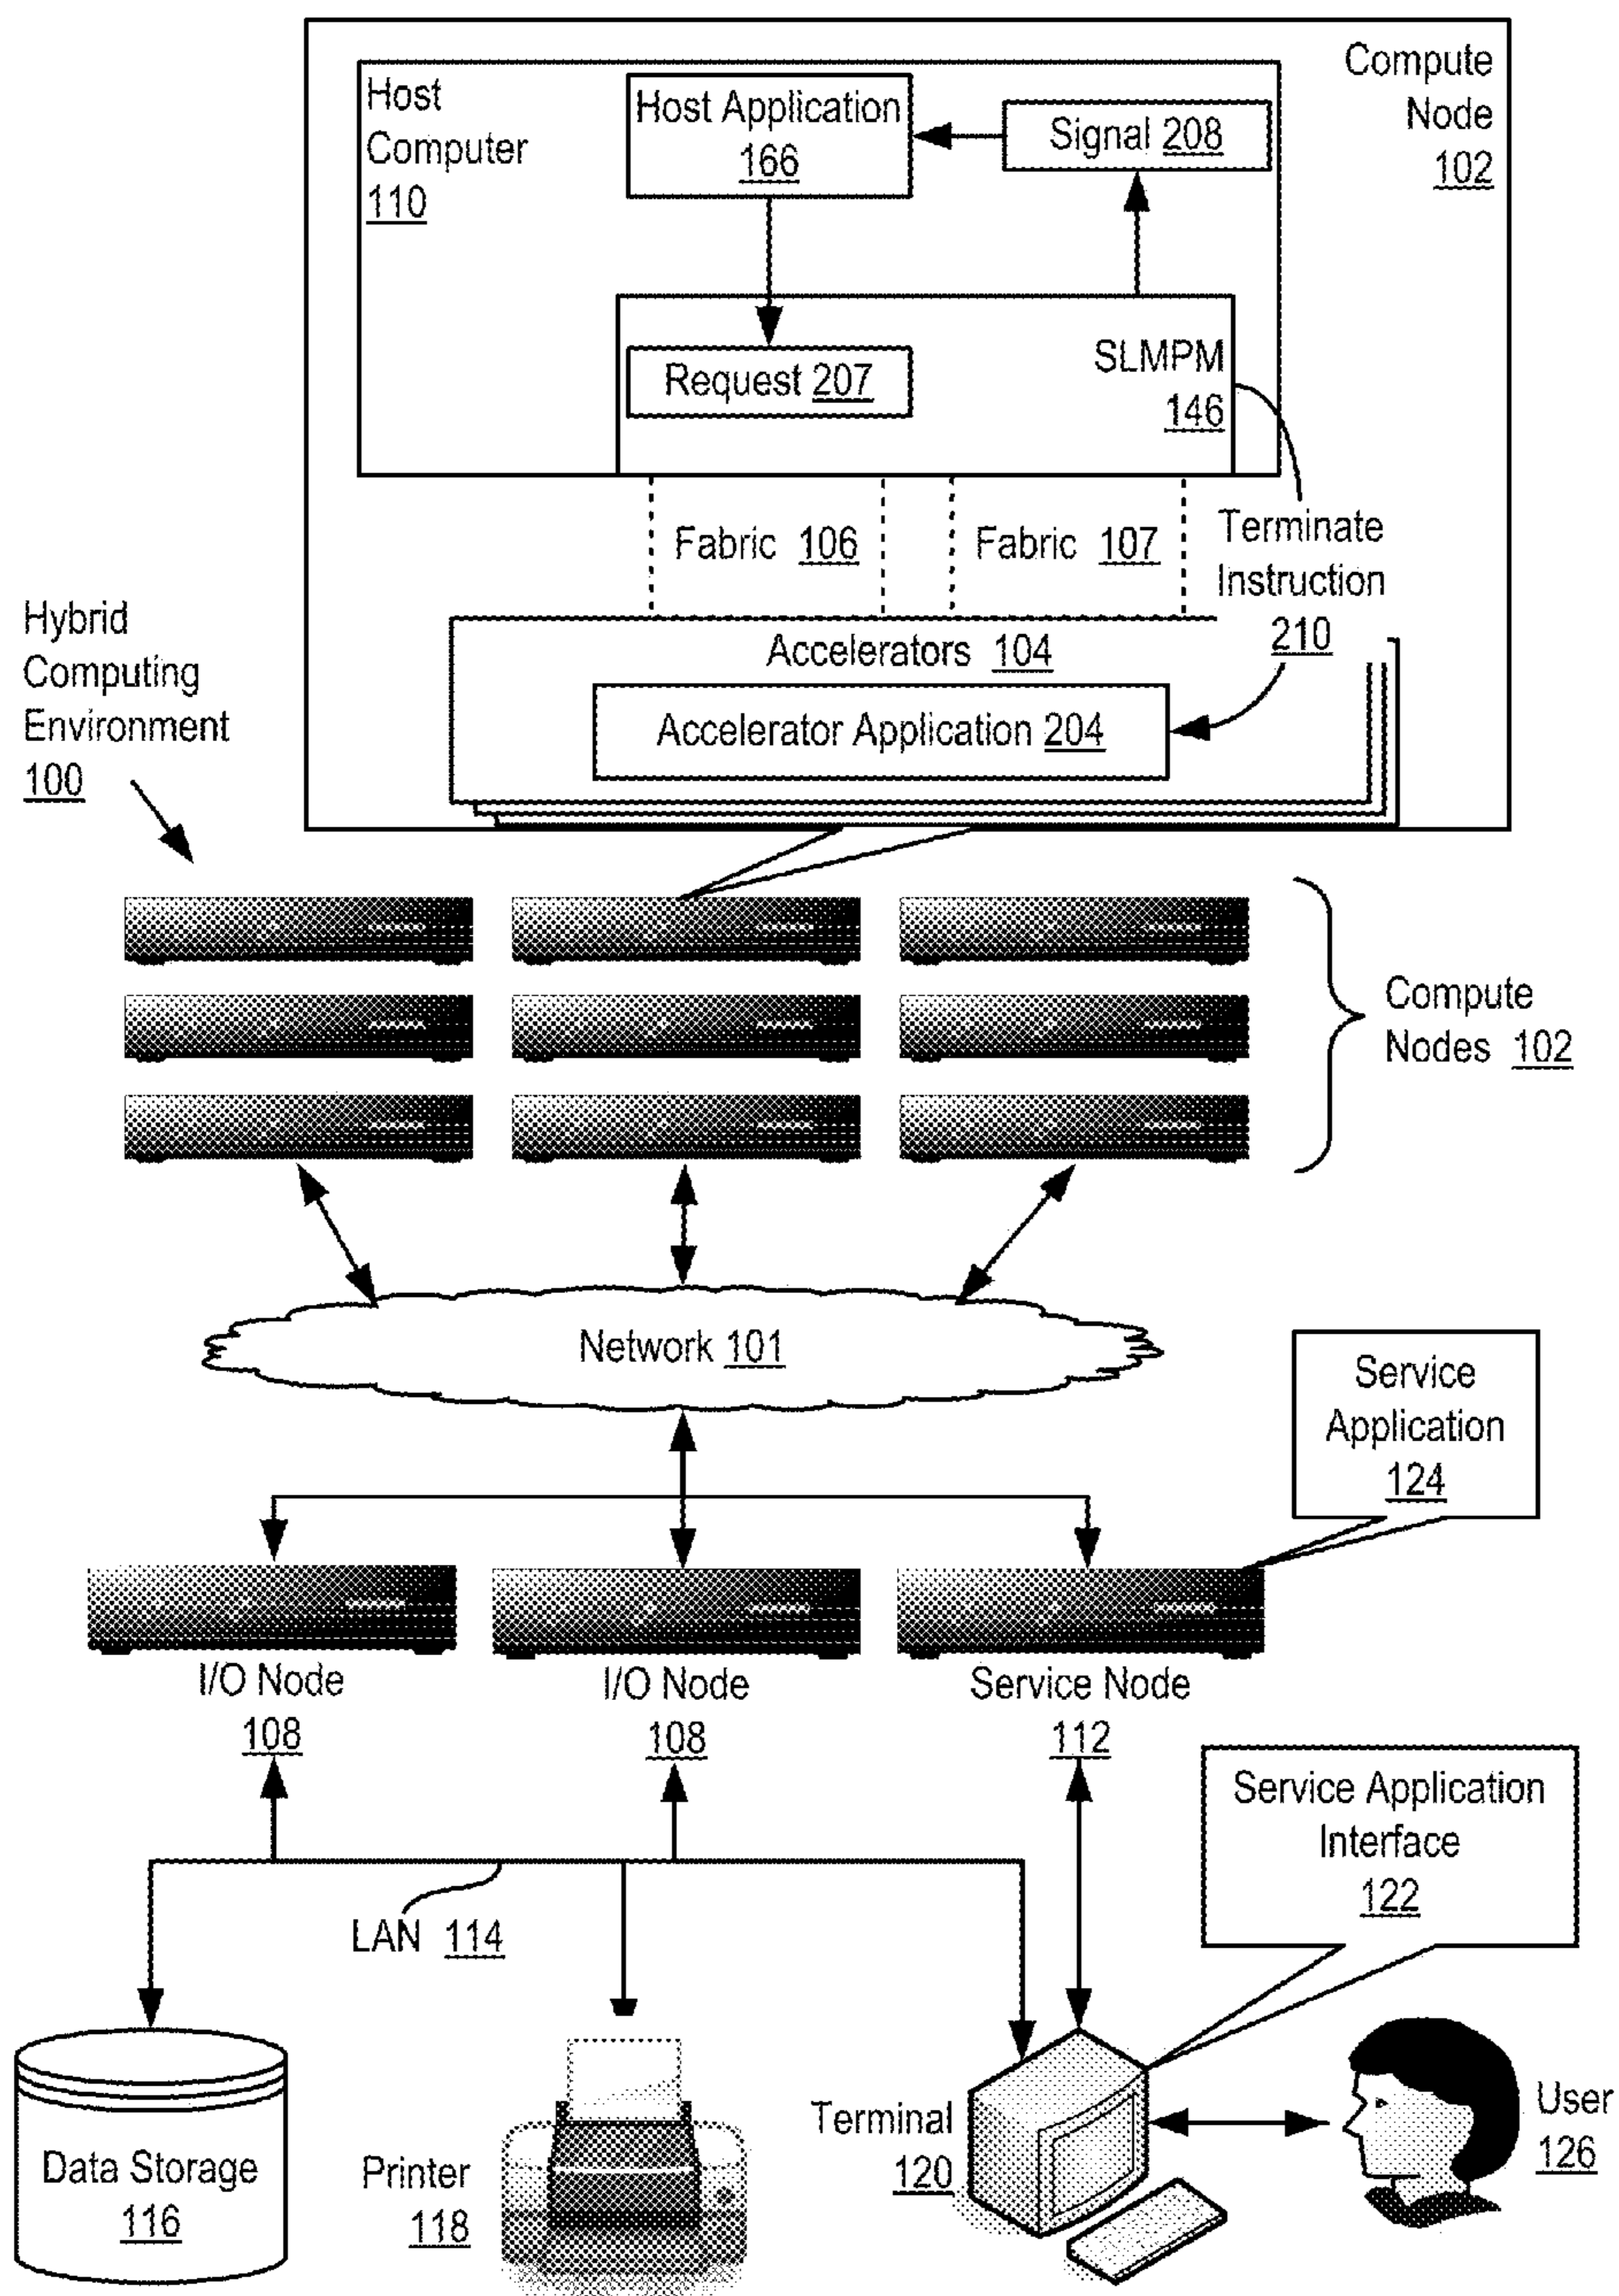 Compute
Node
102
Host
Computer
110
Host Application
166
Signal 208
Request 207
SLMPM
146
Fabric 106
Fabric 107
Terminate
Instruction
210
Accelerators 104
Accelerator Application 204
Hybrid
Computing
Environment
100
Compute
Nodes 102
Network 101
Service
Application
124
I/O Node
108
I/O Node
108
Service Node
112
Service Application
Interface
122
LAN 114
Data Storage
116
Printer
118
Terminal
120
User
126